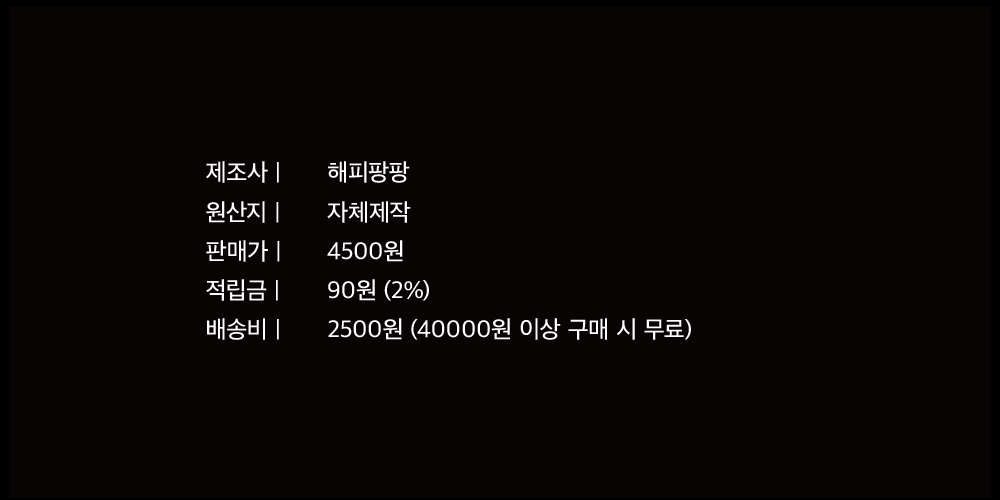 제조사 | 해피팡팡
원산지 | 자체제작
판매가 | 4500원
적립금 | 90원 (2%)
배송비 | 2500원 (40000원 이상 구매 시 무료)